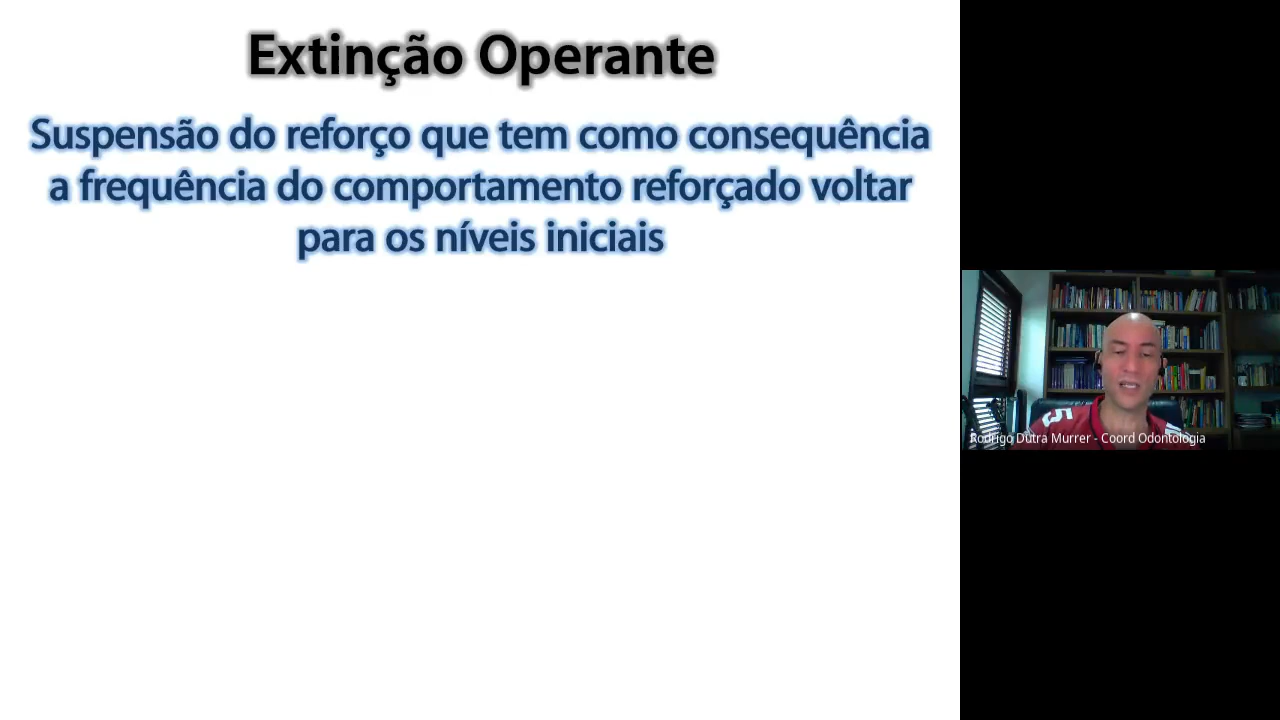 Extinção Operante
Suspensão do reforço que tem como consequência
a frequência do comportamento reforçado voltar
para os níveis iniciais
Rodrigo Dutra Murrer - Coord Odontologia